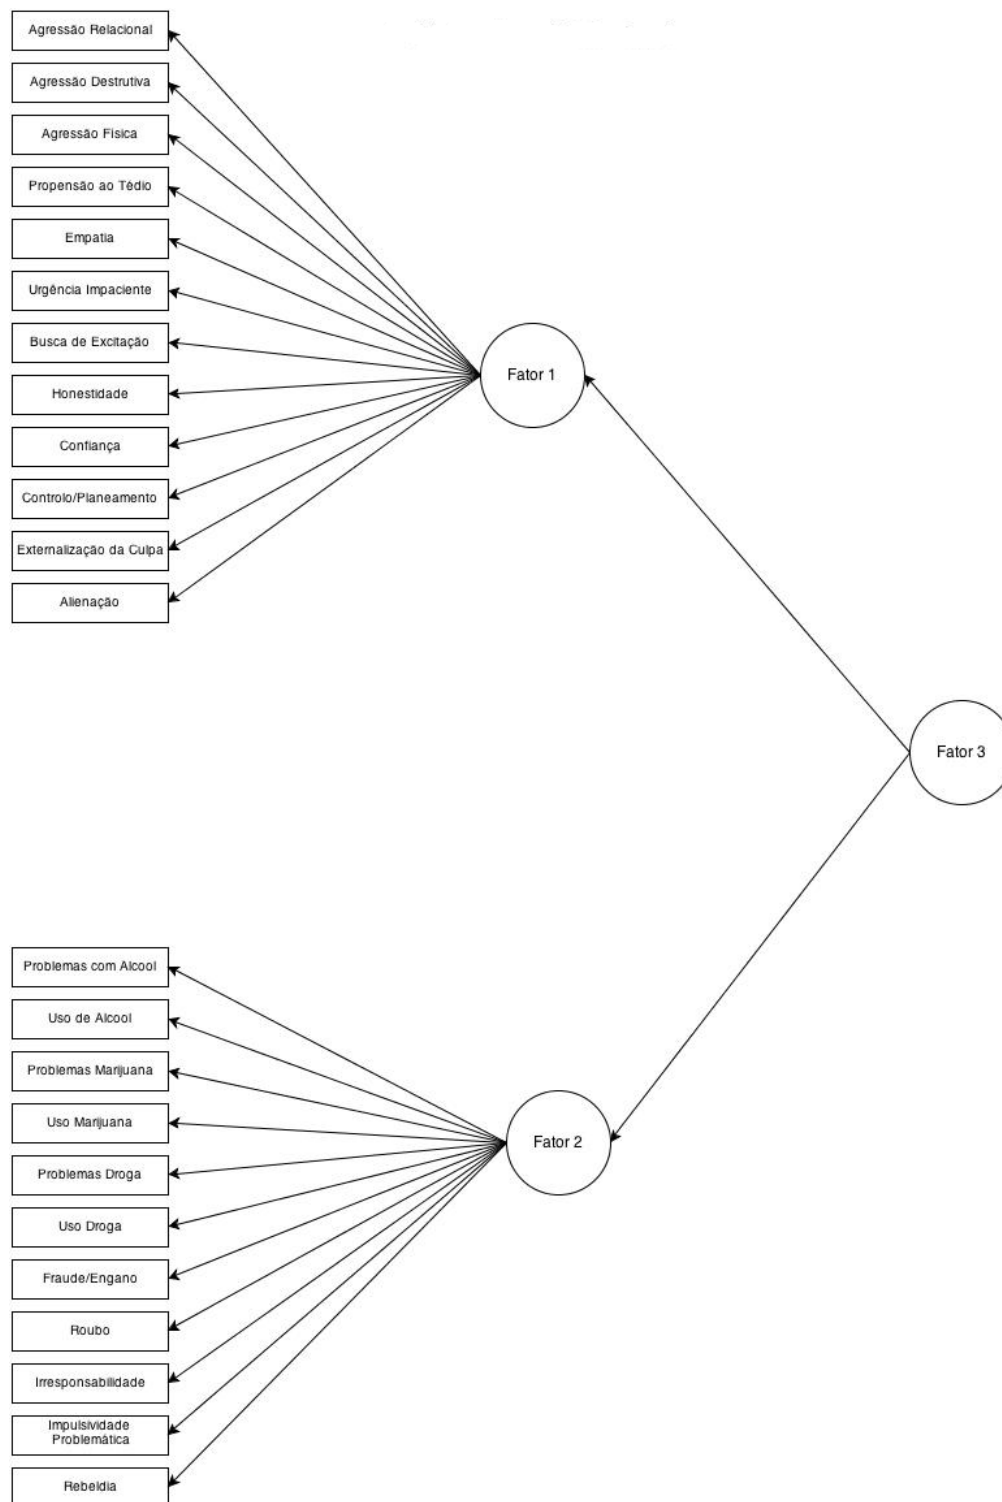 Agressão Relacional
Agressão Destrutiva
Agressão Física
Propensão ao Tédio
Empatia
Urgência Impaciente
Busca de Excitação
Honestidade
Confiança
Controlo/Planeamento
Externalização da Culpa
Alienação
Fator 1
Fator 3
Problemas com Alcool
Uso de Alcool
Problemas Marijuana
Uso Marijuana
Problemas Droga
Uso Droga
Fraude/Engano
Roubo
Irresponsabilidade
Impulsividade
Problemática
Rebeldia
Fator 2